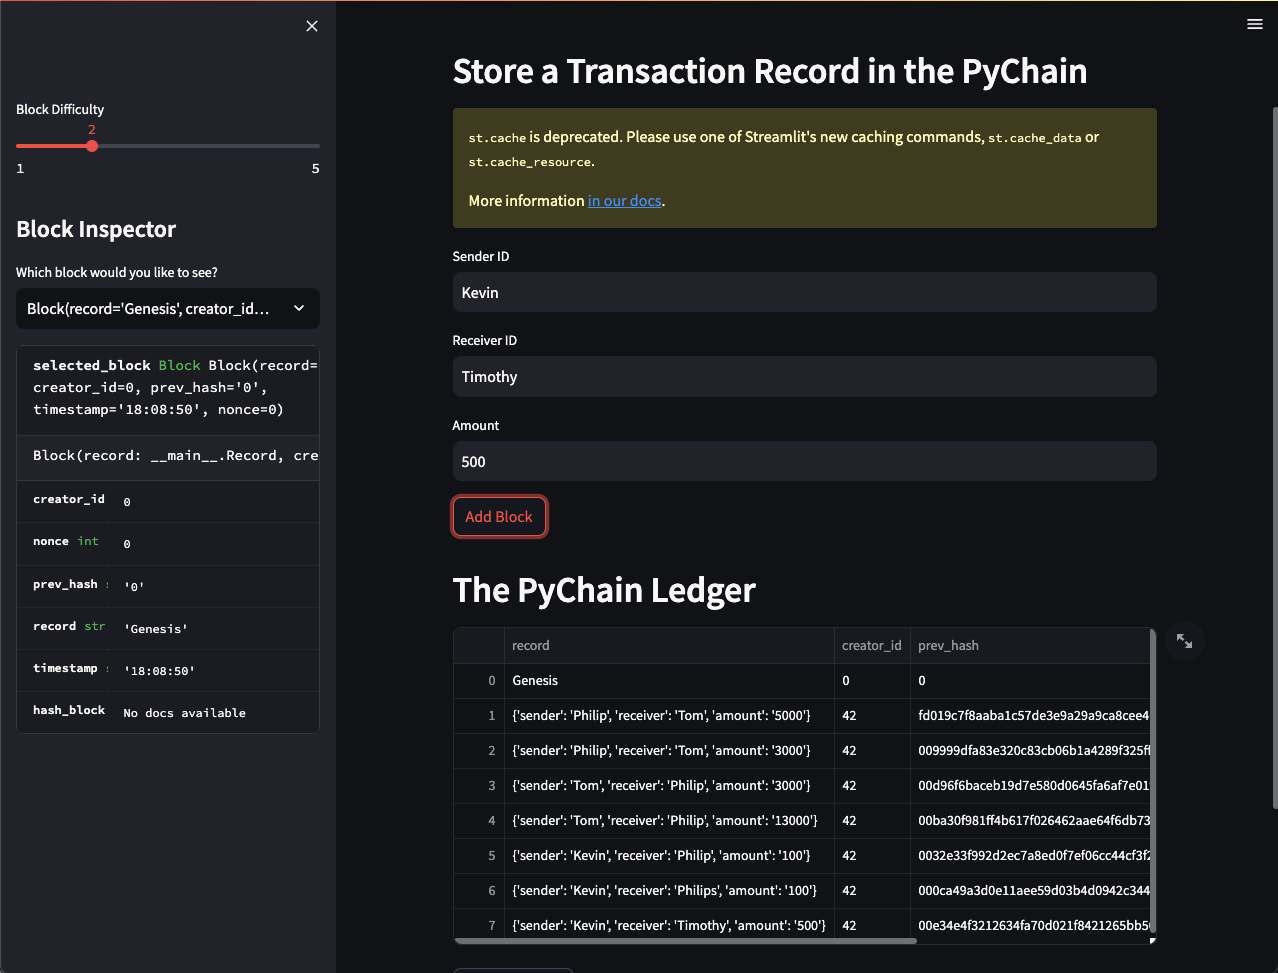 Block Difficulty
2
1 5
Block Inspector
Which block would you like to see?
Block(record='Genesis', creator_id...
selected_block Block Block(record=
creator_id=0, prev_hash='0',
timestamp='18:08:50', nonce=0)
Block(record: __main__.Record, cre
creator_id 0
nonce int 0
prev_hash '0'
record str 'Genesis'
timestamp '18:08:50'
hash_block No docs available
Store a Transaction Record in the PyChain
st.cache is deprecated. Please use one of Streamlit's new caching commands, st.cache_data or
st.cache_resource.
More information in our docs.
Sender ID
Kevin
Receiver ID
Timothy
Amount
500
Add Block
The PyChain Ledger
record creator_id prev_hash
0 Genesis 0 0
1 {'sender': 'Philip', 'receiver': 'Tom', 'amount': '5000'} 42 fd019c7f8aaba1c57de3e9a29a9ca8cee4
2 {'sender': 'Philip', 'receiver': 'Tom', 'amount': '3000'} 42 009999dfa83e320c83cb06b1a4289f325f
3 {'sender': 'Tom', 'receiver': 'Philip', 'amount': '3000'} 42 00d96f6baceb19d7e580d0645fa6af7e01
4 {'sender': 'Tom', 'receiver': 'Philip', 'amount': '13000'} 42 00ba30f981ff4b617f026462aae64f6db73
5 {'sender': 'Kevin', 'receiver': 'Philip', 'amount': '100'} 42 0032e33f992d2ec7a8ed0f7ef06cc44cf3f2
6 {'sender': 'Kevin', 'receiver': 'Philips', 'amount': '100'} 42 000ca49a3d0e11aee59d03b4d0942c344
7 {'sender': 'Kevin', 'receiver': 'Timothy', 'amount': '500'} 42 00e34e4f3212634fa70d021f8421265bb5